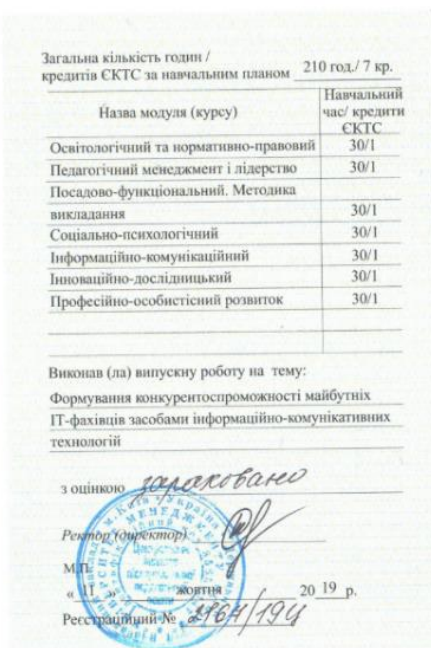 Загальна кількість годин /
кредитів ЄКТС за навчальним планом 210 год./ 7 кр.
Назва модуля (курсу)
Навчальний
час/ кредити
ЄКТС
Освітологічний та нормативно-правовий 30/1
Педагогічний менеджмент і лідерство 30/1
Посадово-функціональний. Методика
викладання 30/1
Соціально-психологічний 30/1
Інформаційно-комунікаційний 30/1
Інноваційно-дослідницький 30/1
Професійно-особистісний розвиток 30/1
Виконав (ла) випускну роботу на тему:
Формування конкурентоспроможності майбутніх
ІТ-фахівців засобами інформаційно-комунікативних
технологій
з оцінкою зараховано
Ректор (директор)
М.П.
« 11 » жовтня 20 19 р.
Реєстраційний № 2967/19Ц
м.Київ * Україна